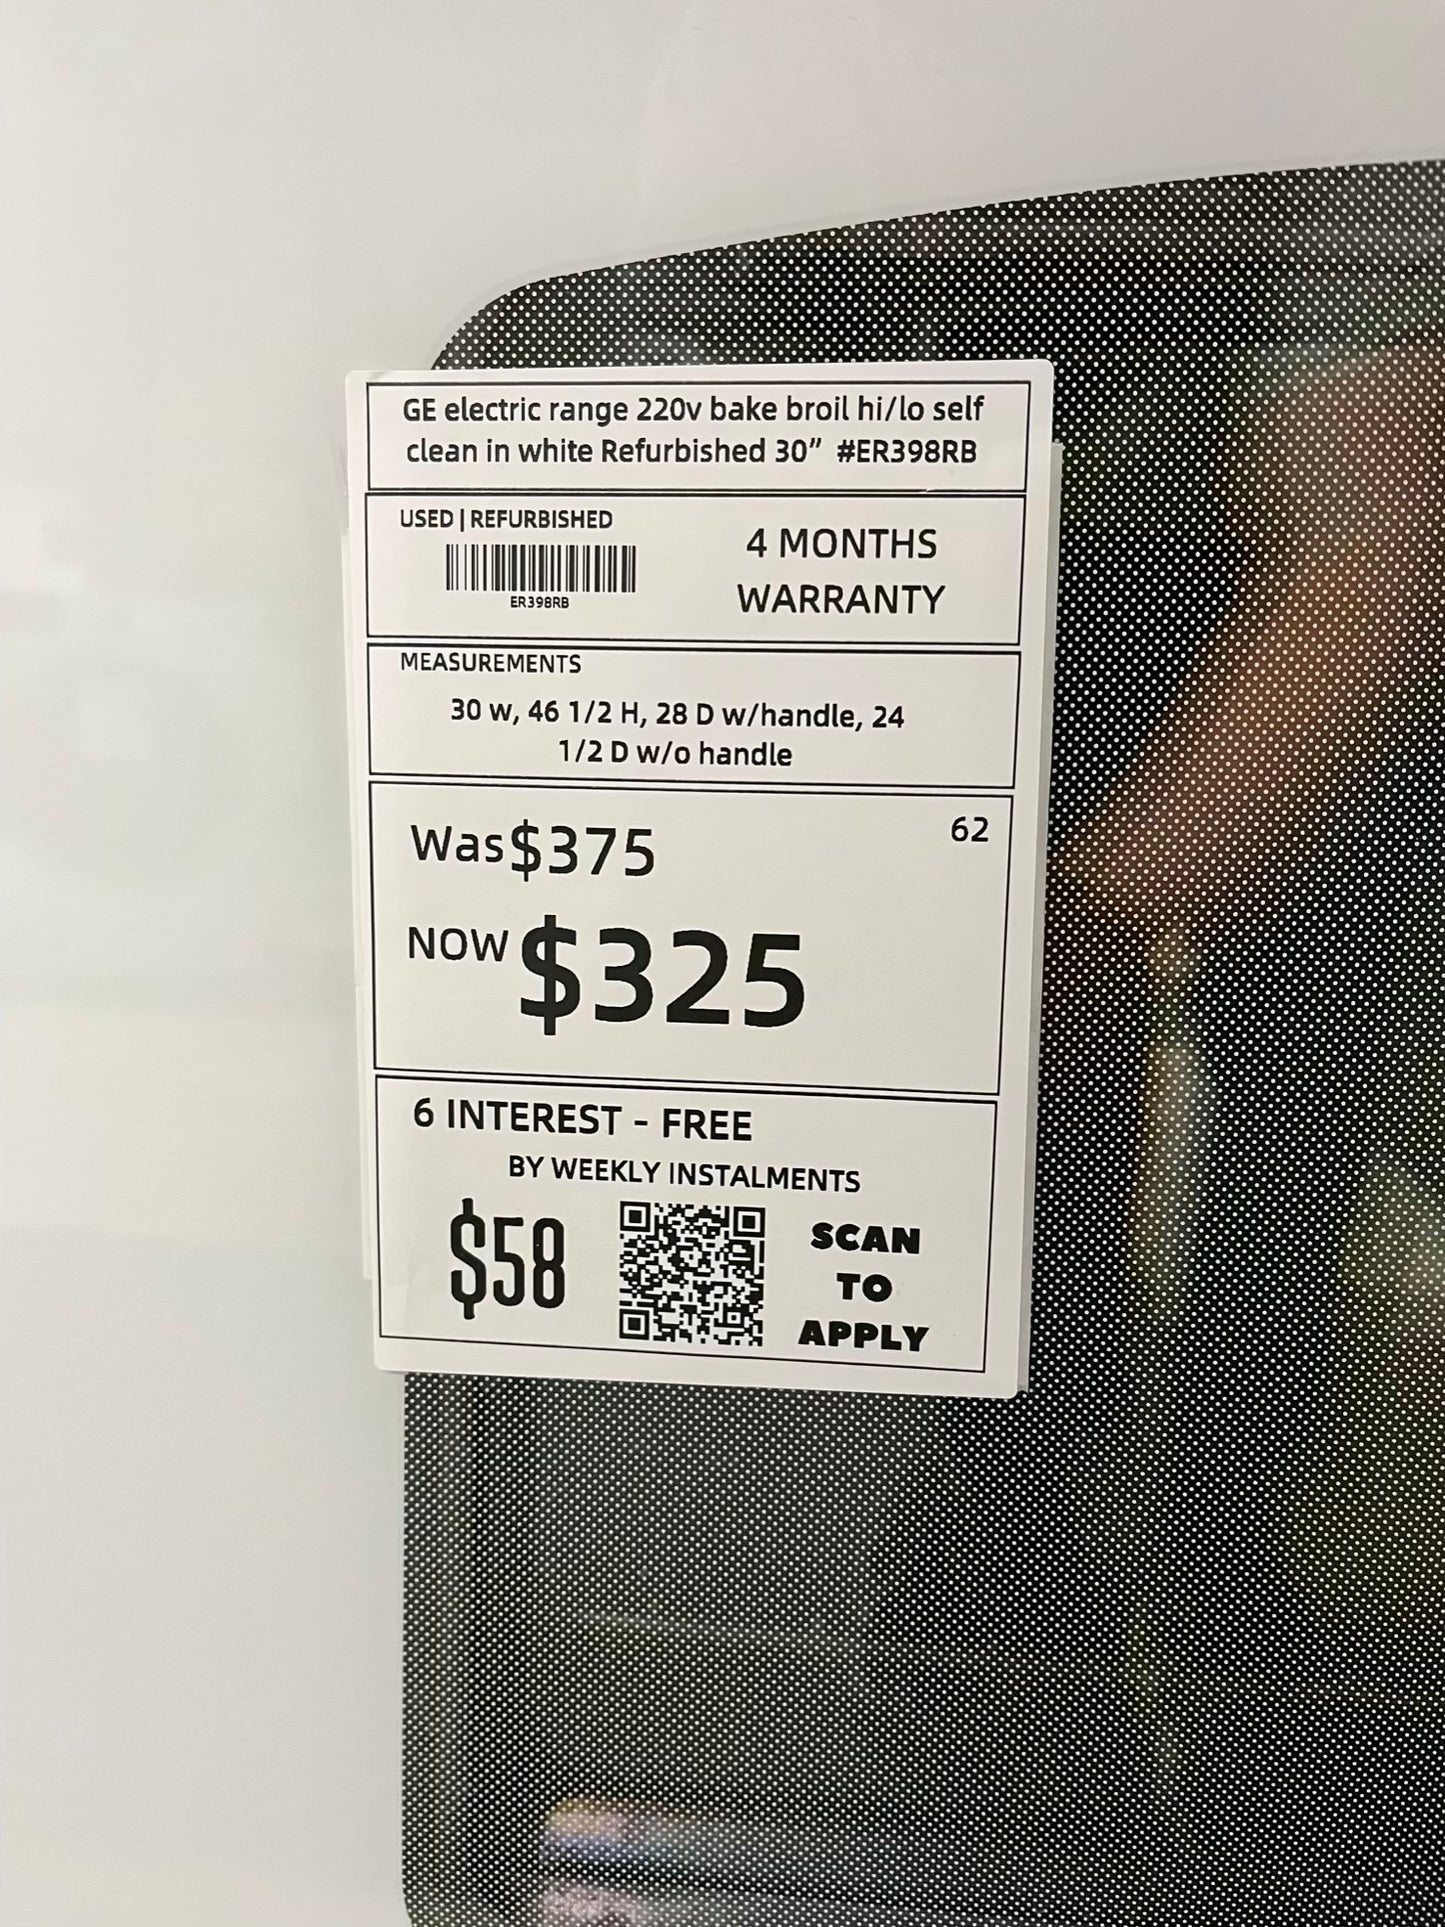 GE electric range 220v bake broil hi/lo self
clean in white Refurbished 30” #ER398RB
USED | REFURBISHED
ER398RB
4 MONTHS
WARRANTY
MEASUREMENTS
30 w, 46 1/2 H, 28 D w/handle, 24
1/2 D w/o handle
62
Was $375
NOW $325
6 INTEREST - FREE
BY WEEKLY INSTALMENTS
$58
SCAN
TO
APPLY